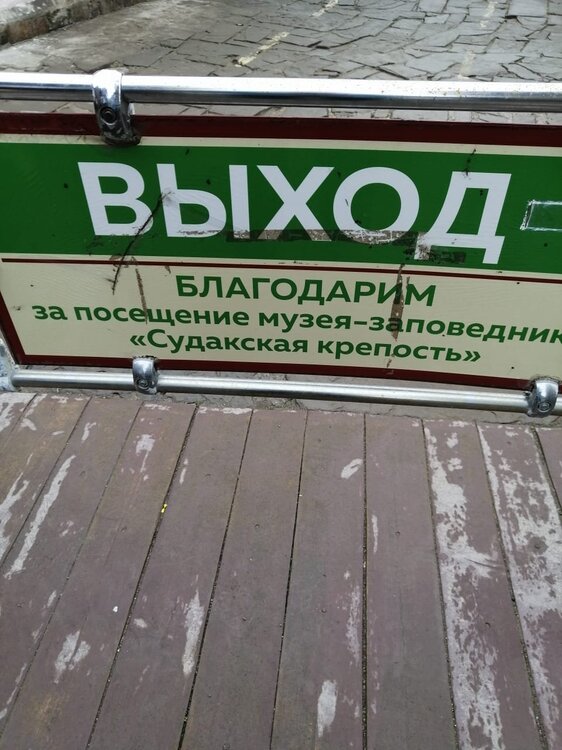 ВЫХОД
БЛАГОДАРИМ
за посещение музея-заповедник
«Судакская крепость»